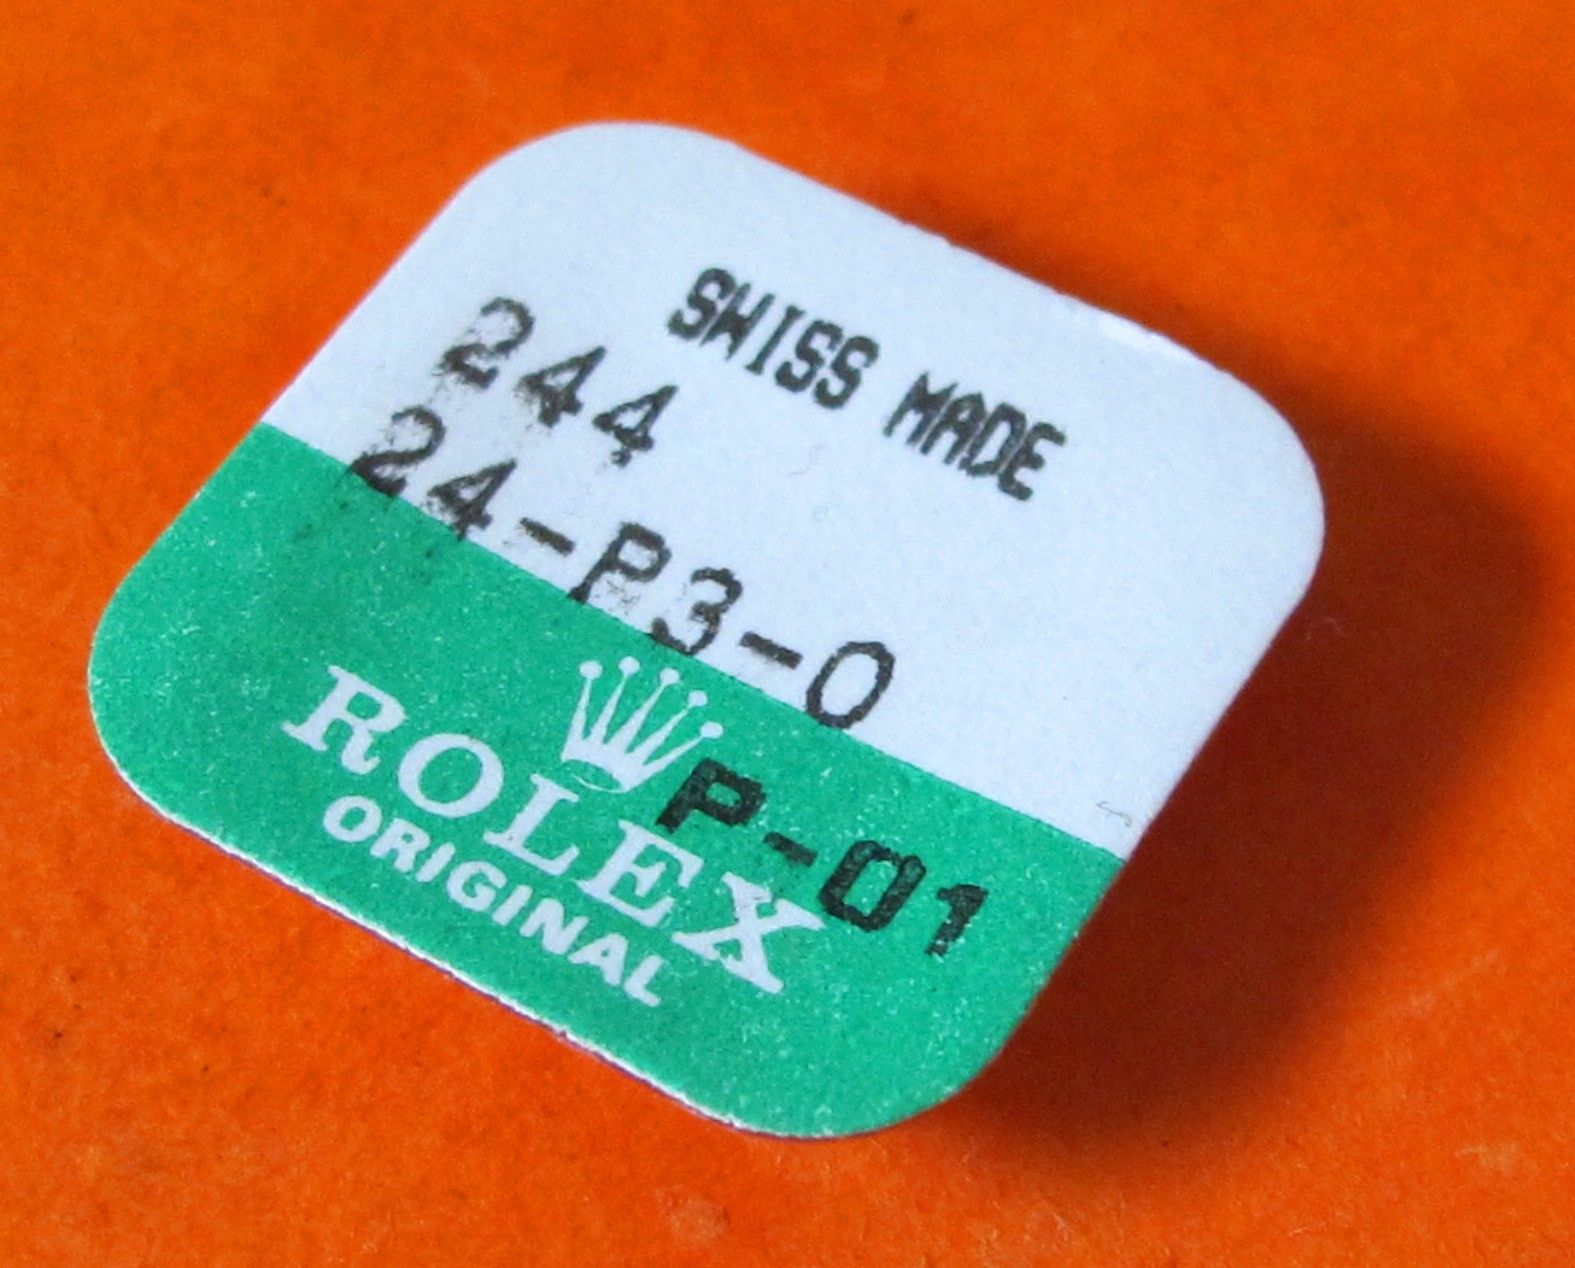 SWISS MADE
244
24-P3-0
P-01
ROLEX
ORIGINAL